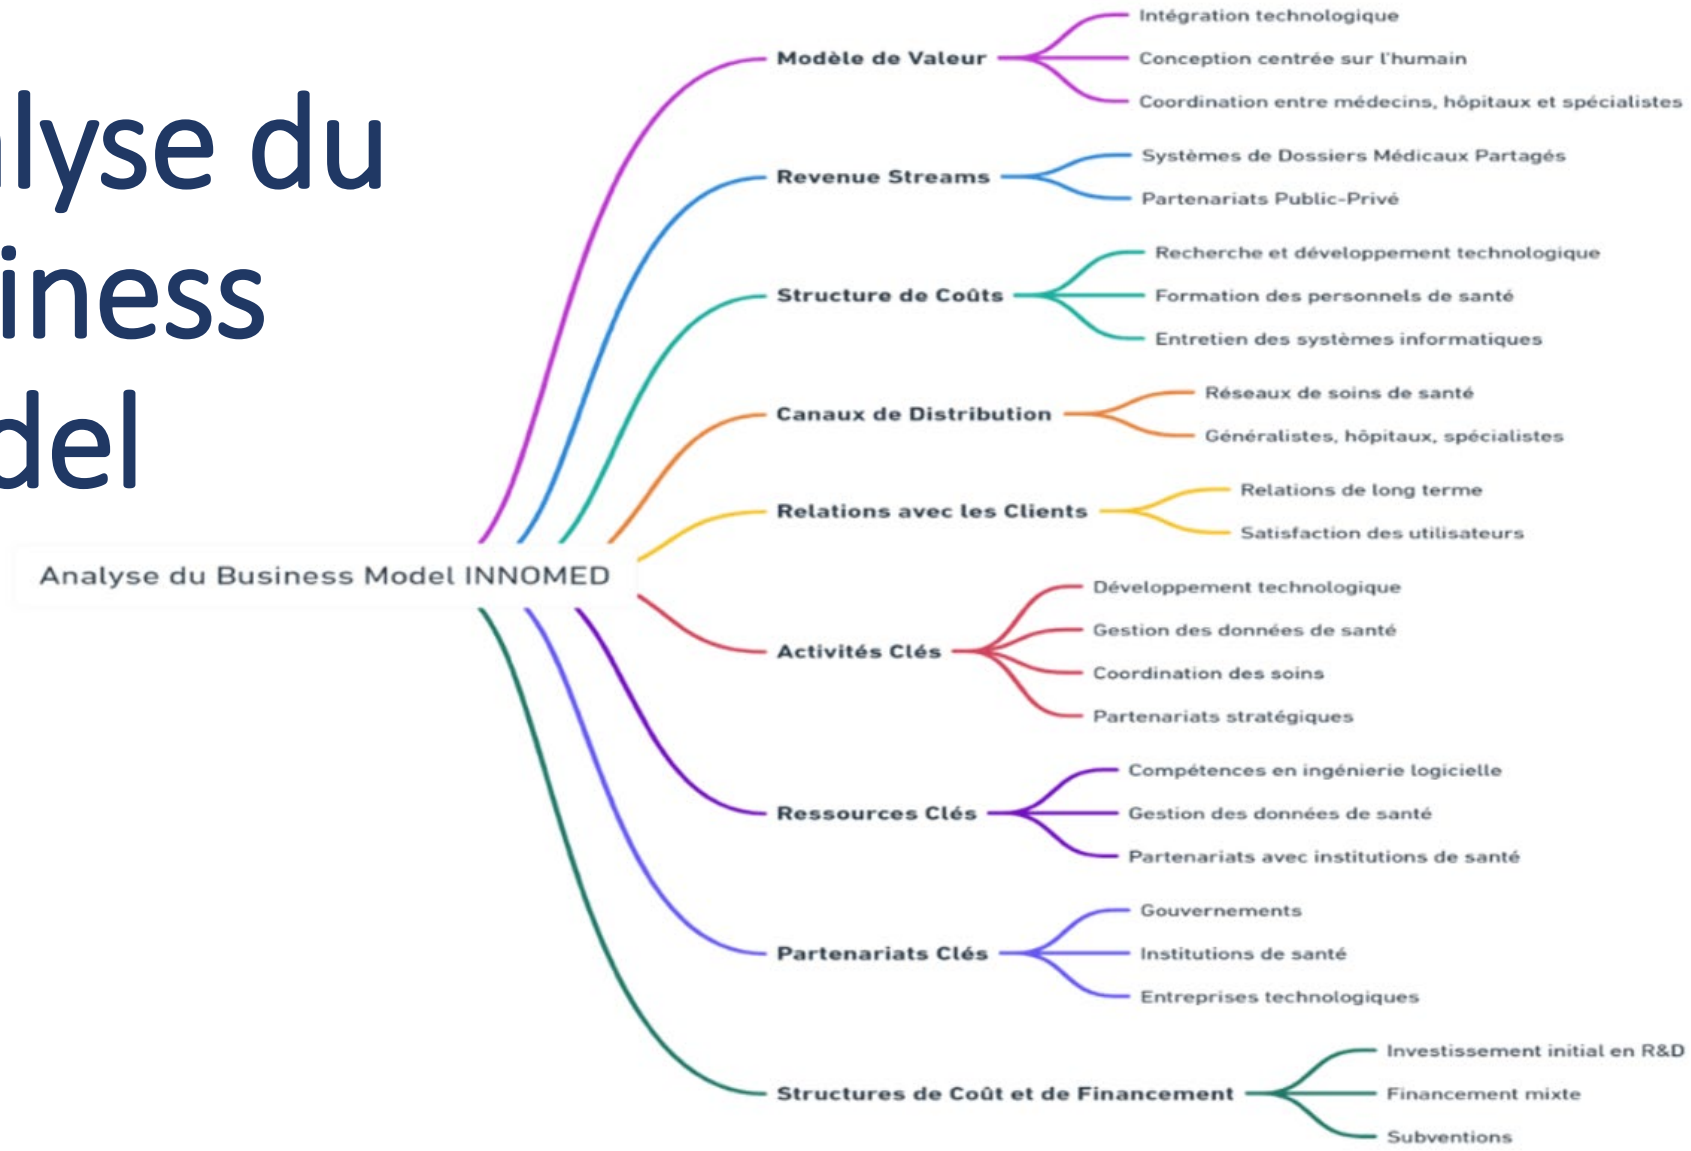 alyse du
iness
del
Analyse du Business Model INNOMED
Modèle de Valeur
Intégration technologique
Conception centrée sur l'humain
Coordination entre médecins, hôpitaux et spécialistes
Revenue Streams
Systèmes de Dossiers Médicaux Partagés
Partenariats Public-Privé
Structure de Coûts
Recherche et développement technologique
Formation des personnels de santé
Entretien des systèmes informatiques
Canaux de Distribution
Réseaux de soins de santé
Généralistes, hôpitaux, spécialistes
Relations avec les Clients
Relations de long terme
Satisfaction des utilisateurs
Activités Clés
Développement technologique
Gestion des données de santé
Coordination des soins
Partenariats stratégiques
Ressources Clés
Compétences en ingénierie logicielle
Gestion des données de santé
Partenariats avec institutions de santé
Partenariats Clés
Gouvernements
Institutions de santé
Entreprises technologiques
Structures de Coût et de Financement
Investissement initial en R&D
Financement mixte
Subventions